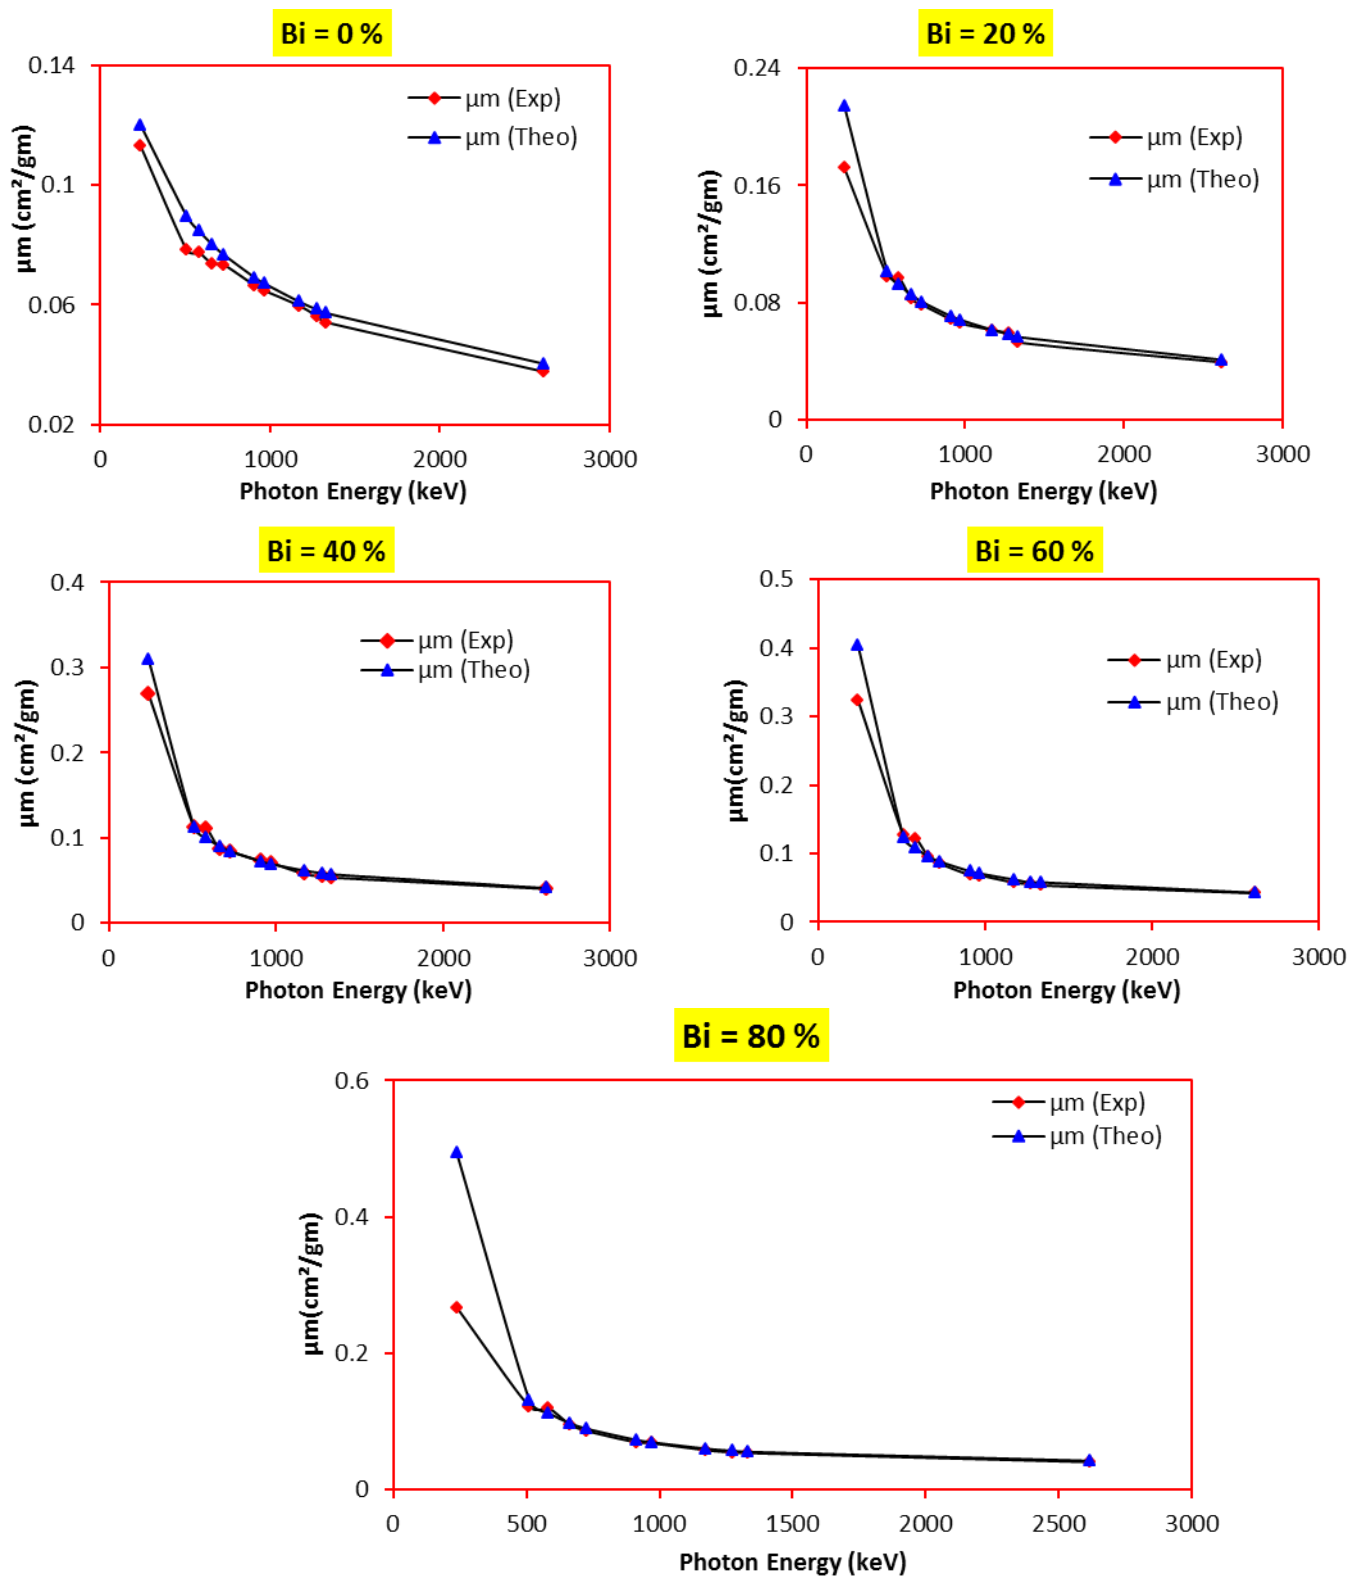 Bi = 0 %
0.14
0.1
0.06
0.02
µm (cm²/gm)
µm (Exp)
µm (Theo)
0 1000 2000 3000
Photon Energy (keV)
Bi = 20 %
0.24
0.16
0.08
0
µm (cm²/gm)
µm (Exp)
µm (Theo)
0 1000 2000 3000
Photon Energy (keV)
Bi = 40 %
0.4
0.3
0.2
0.1
0
µm (cm²/gm)
µm (Exp)
µm (Theo)
0 1000 2000 3000
Photon Energy (keV)
Bi = 60 %
0.5
0.4
0.3
0.2
0.1
0
µm(cm²/gm)
µm (Exp)
µm (Theo)
0 1000 2000 3000
Photon Energy (keV)
Bi = 80 %
0.6
0.4
0.2
0
µm(cm²/gm)
µm (Exp)
µm (Theo)
0 500 1000 1500 2000 2500 3000
Photon Energy (keV)